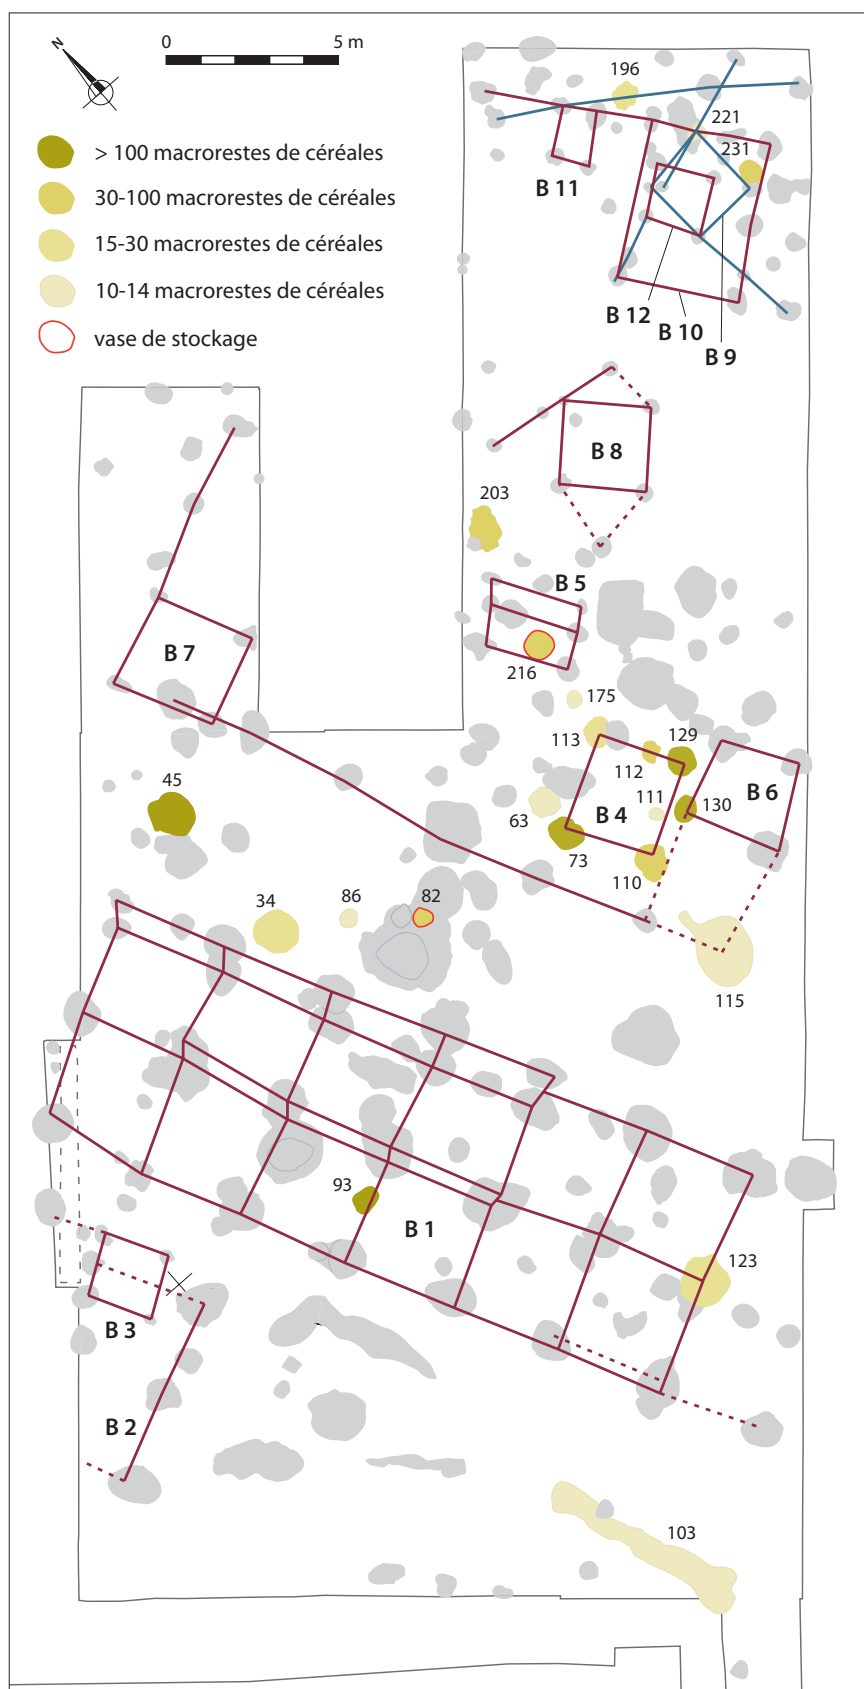 N
0 5 m
> 100 macrorestes de céréales
30-100 macrorestes de céréales
15-30 macrorestes de céréales
10-14 macrorestes de céréales
vase de stockage
196
221
231
B 11
B 12
B 10
B 9
B 8
203
B 5
216
B 7
175
113
129
112
111
130
B 6
B 4
63
73
110
45
34
86
82
115
93
B 1
123
B 3
B 2
103